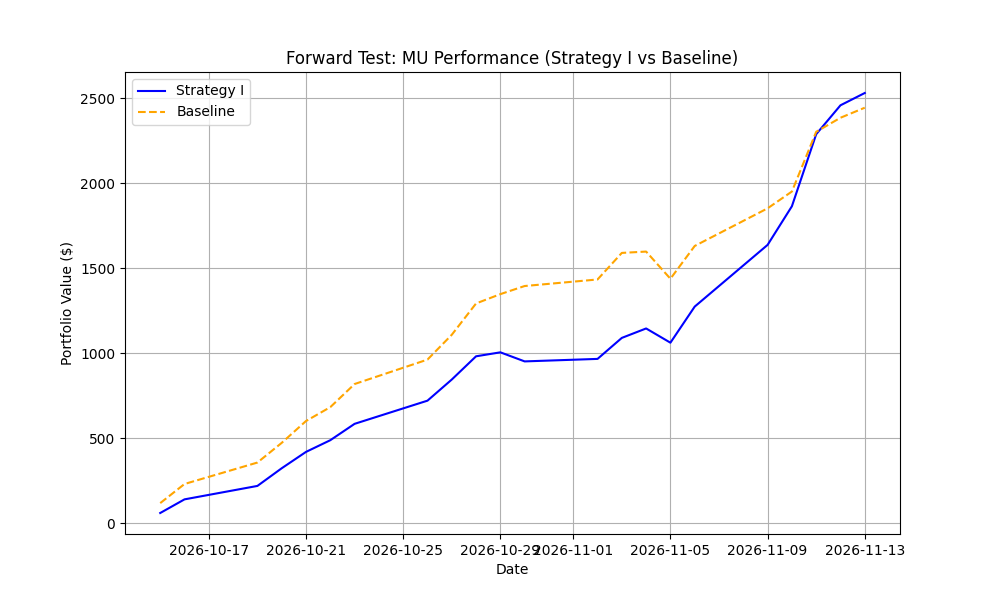 Forward Test: MU Performance (Strategy I vs Baseline)
Strategy I
Baseline
Portfolio Value ($)
2500
2000
1500
1000
500
0
2026-10-17 2026-10-21 2026-10-25 2026-10-29 2026-11-01 2026-11-05 2026-11-09 2026-11-13
Date